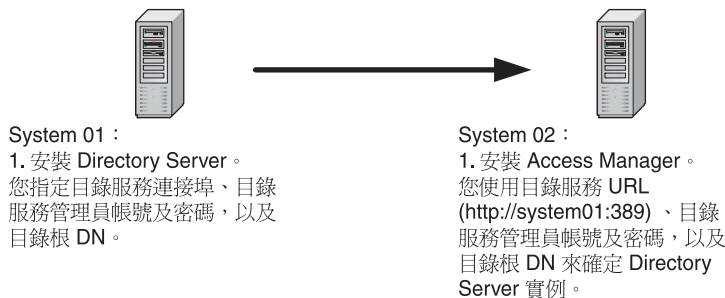 System 01：
1. 安裝 Directory Server。
您指定目錄服務連接埠、目錄
服務管理員帳號及密碼，以及
目錄根 DN。
System 02：
1. 安裝 Access Manager。
您使用目錄服務 URL
(http://system01:389) 、目錄
服務管理員帳號及密碼，以及
目錄根 DN 來確定 Directory
Server 實例。